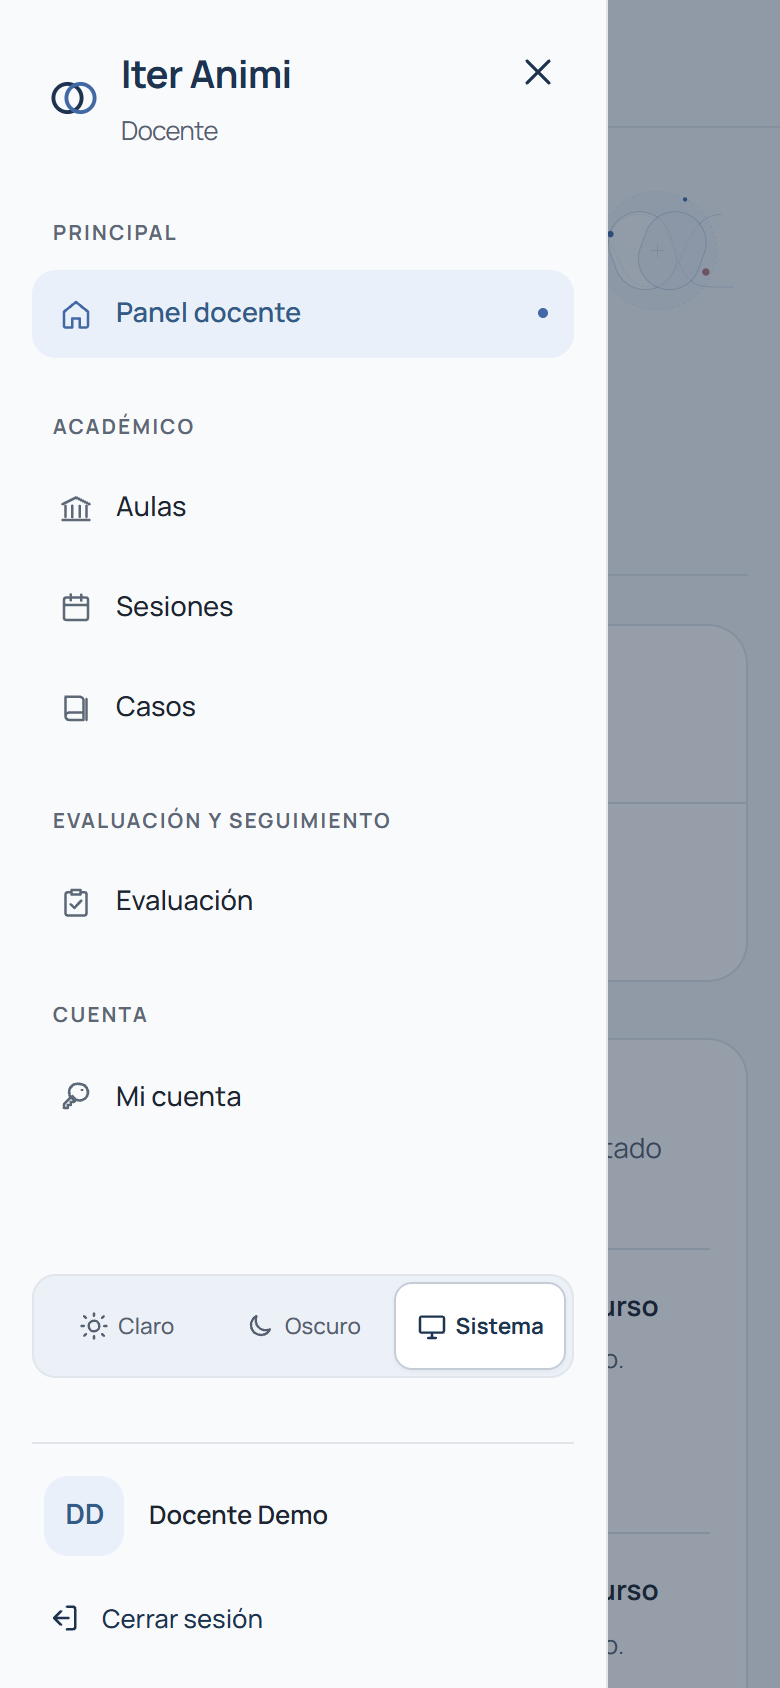 Iter Animi
Docente
PRINCIPAL
Panel docente
ACADÉMICO
Aulas
Sesiones
Casos
EVALUACIÓN Y SEGUIMIENTO
Evaluación
CUENTA
Mi cuenta
Claro
Oscuro
Sistema
DD
Docente Demo
Cerrar sesión